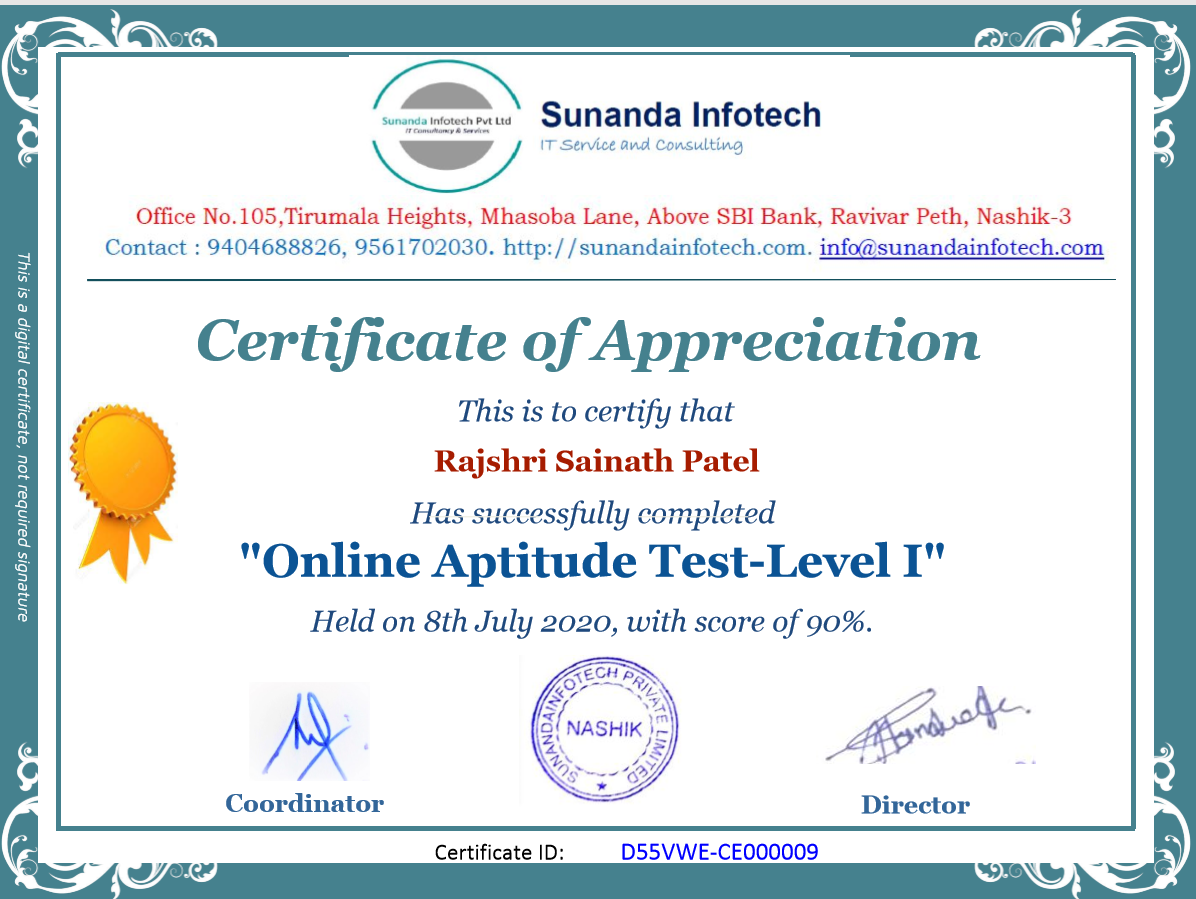 Sunanda Infotech Pvt Ltd
IT Consultancy & Services
Sunanda Infotech
IT Service and Consulting
Office No.105,Tirumala Heights, Mhasoba Lane, Above SBI Bank, Ravivar Peth, Nashik-3
Contact : 9404688826, 9561702030. http://sunandainfotech.com. info@sunandainfotech.com
This is a digital certificate, not required signature
Certificate of Appreciation
This is to certify that
Rajshri Sainath Patel
Has successfully completed
"Online Aptitude Test-Level I"
Held on 8th July 2020, with score of 90%.
SUNANDAINFOTECH PRIVATE LIMITED
NASHIK
Coordinator
Director
Certificate ID: D55VWE-CE000009